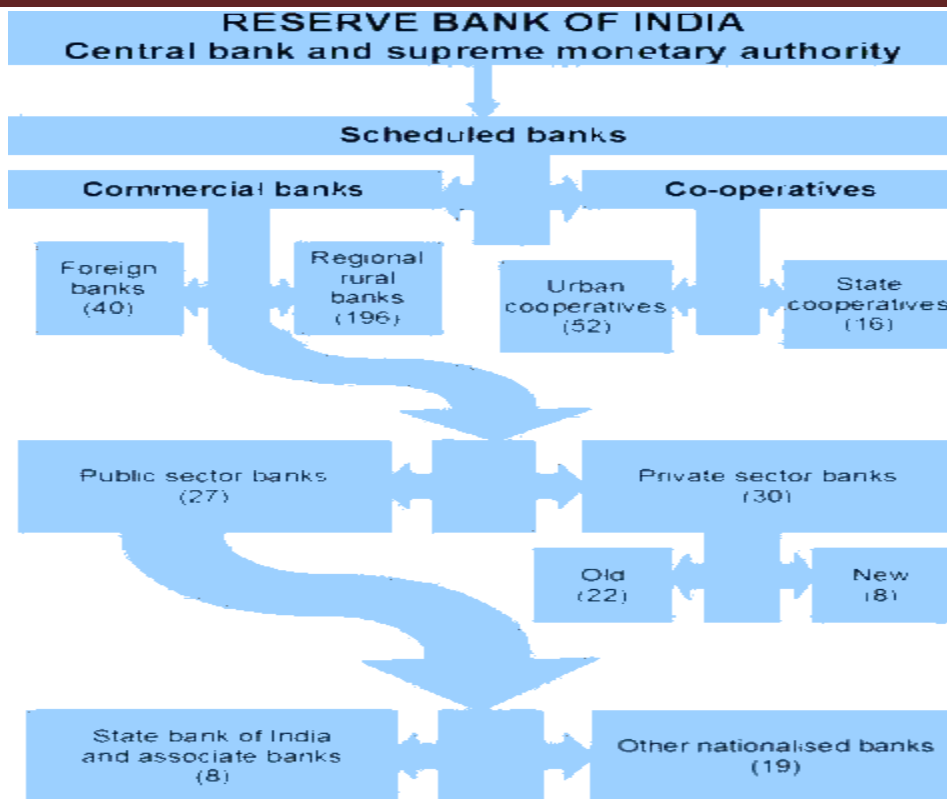 RESERVE BANK OF INDIA
Central bank and supreme monetary authority
Scheduled banks
Commercial banks
Co-operatives
Foreign
banks
(40)
Regional
rural
banks
(196)
Urban
cooperatives
(52)
State
cooperatives
(16)
Public sector banks
(27)
Private sector banks
(30)
Old
(22)
New
(8)
State bank of India
and associate banks
(8)
Other nationalised banks
(19)